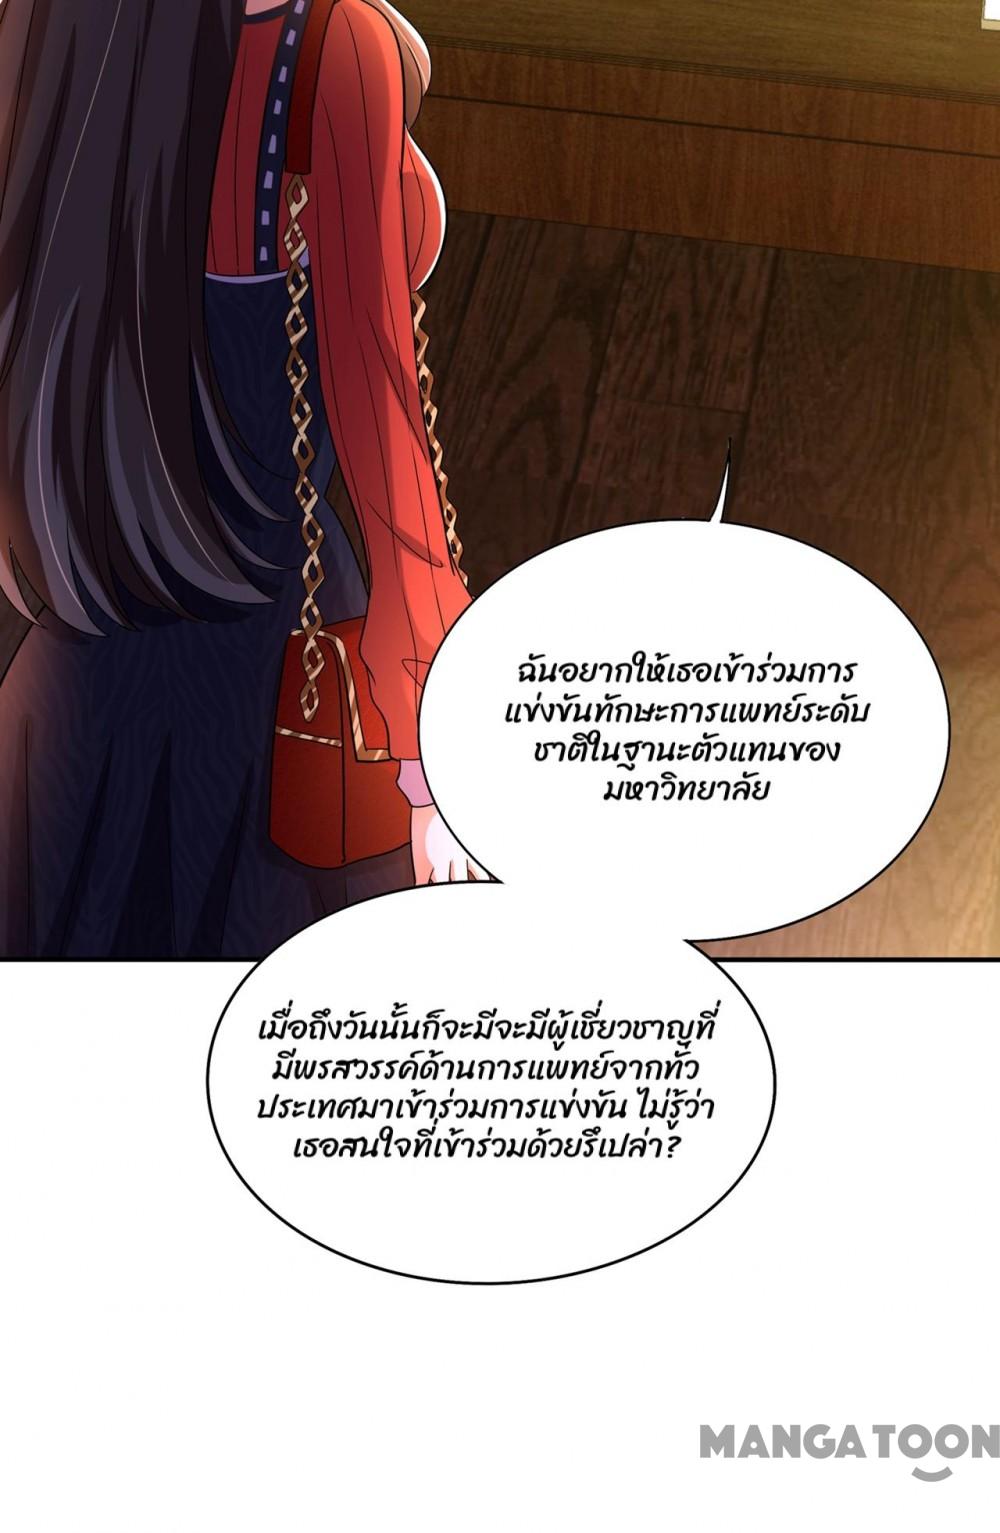 ฉันอยากให้เธอเข้าร่วมการ
แข่งขันทักษะการแพทย์ระดับ
ชาติในฐานะตัวแทนของ
มหาวิทยาลัย
เมื่อถึงวันนั้นก็จะมีจะมีผู้เชี่ยวชาญที่
มีพรสวรรค์ด้านการแพทย์จากทั่ว
ประเทศมาเข้าร่วมการแข่งขัน ไม่รู้ว่า
เธอสนใจที่เข้าร่วมด้วยรึเปล่า?
MANGATOON